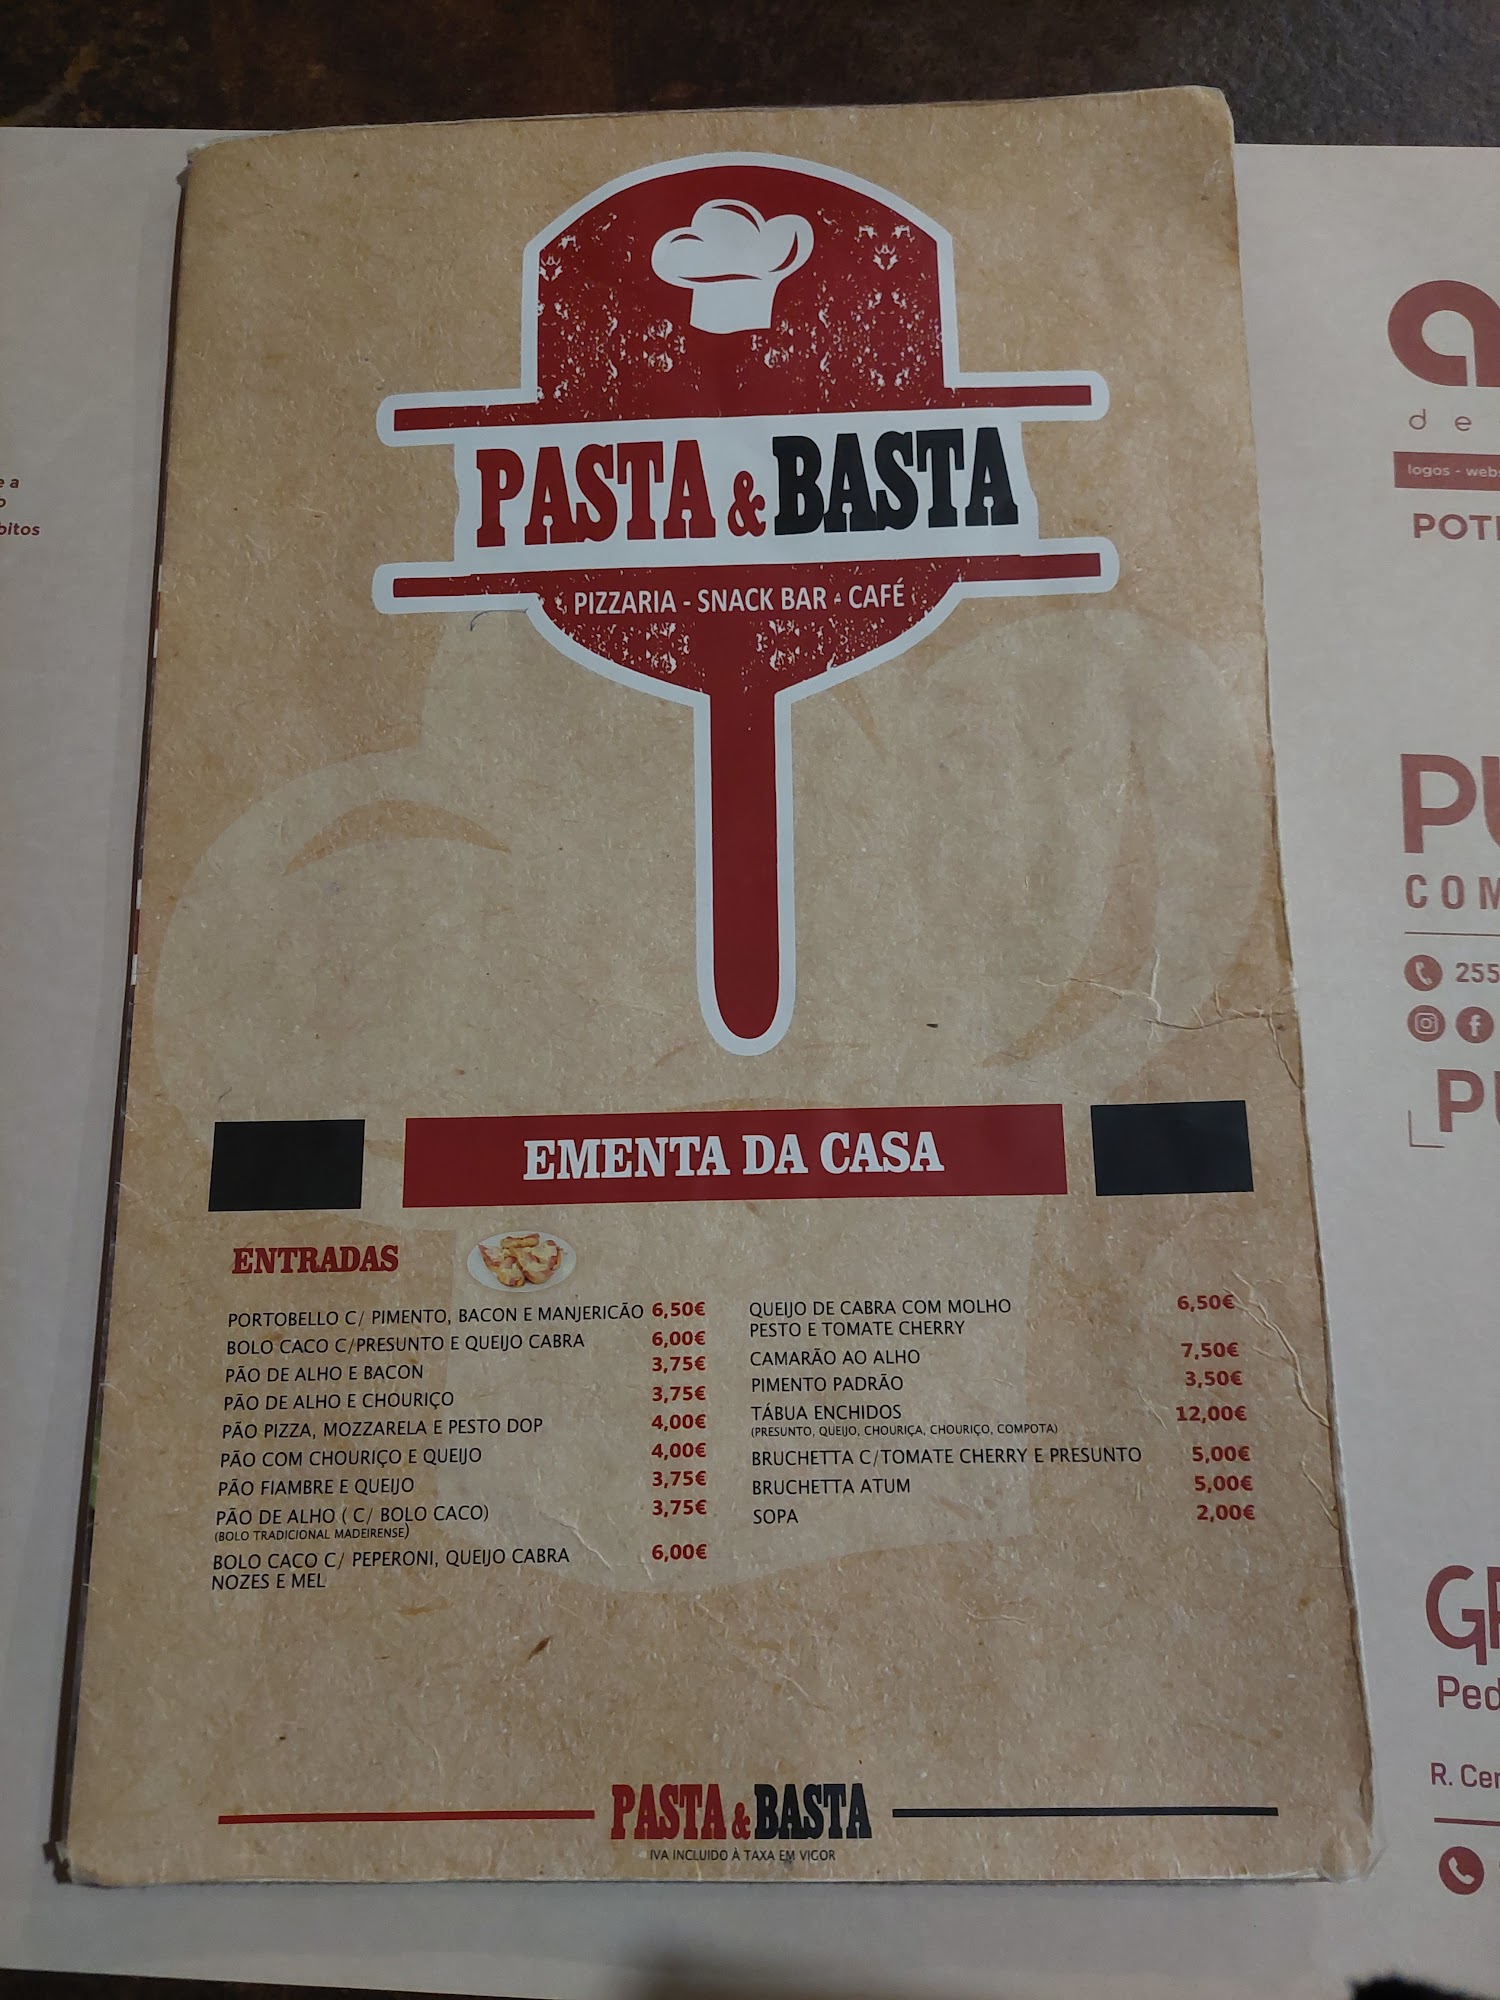 PASTA & BASTA
PIZZARIA - SNACK BAR - CAFÉ
EMENTA DA CASA
ENTRADAS
PORTOBELLO C/ PIMENTO, BACON E MANJERICÃO 6,50€
BOLO CACO C/PRESUNTO E QUEIJO CABRA 6,00€
PÃO DE ALHO E BACON 3,75€
PÃO DE ALHO E CHOURIÇO 3,75€
PÃO PIZZA, MOZZARELA E PESTO DOP 4,00€
PÃO COM CHOURIÇO E QUEIJO 4,00€
PÃO FIAMBRE E QUEIJO 3,75€
PÃO DE ALHO ( C/ BOLO CACO) 3,75€
(BOLO TRADICIONAL MADEIRENSE)
BOLO CACO C/ PEPERONI, QUEIJO CABRA 6,00€
NOZES E MEL
QUEIJO DE CABRA COM MOLHO 6,50€
PESTO E TOMATE CHERRY
CAMARÃO AO ALHO 7,50€
PIMENTO PADRÃO 3,50€
TÁBUA ENCHIDOS 12,00€
(PRESUNTO, QUEIJO, CHOURIÇA, CHOURIÇO, COMPOTA)
BRUCHETTA C/TOMATE CHERRY E PRESUNTO 5,00€
BRUCHETTA ATUM 5,00€
SOPA 2,00€
PASTA & BASTA
IVA INCLUIDO À TAXA EM VIGOR
e a
bitos
de
logos - web
POT
PU
COM
255
PU
Ped
R. Cer